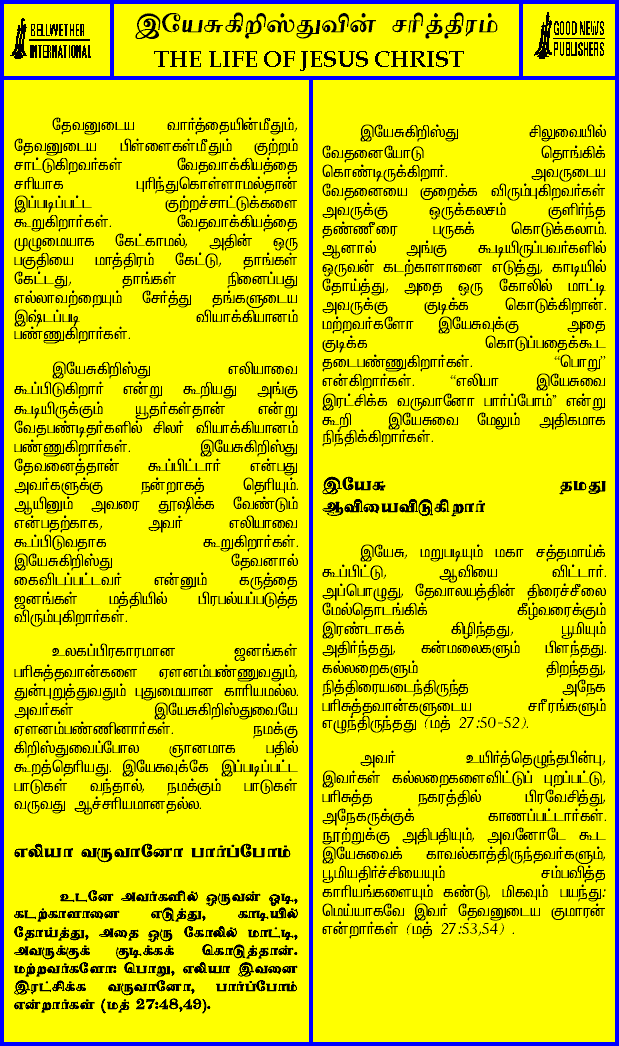 BELLWETHER
INTERNATIONAL
இயேசுகிறிஸ்துவின் சரித்திரம்
THE LIFE OF JESUS CHRIST
GOOD NEWS
PUBLISHERS
தேவனுடைய வார்த்தையின்மீதும்,
தேவனுடைய பிள்ளைகள்மீதும் குற்றம்
சாட்டுகிறவர்கள் வேதவாக்கியத்தை
சரியாக புரிந்துகொள்ளாமல்தான்
இப்படிப்பட்ட குற்றச்சாட்டுக்களை
கூறுகிறார்கள். வேதவாக்கியத்தை
முழுமையாக கேட்காமல், அதின் ஒரு
பகுதியை மாத்திரம் கேட்டு, தாங்கள்
கேட்டது, தாங்கள் நினைப்பது
எல்லாவற்றையும் சேர்த்து தங்களுடைய
இஷ்டப்படி வியாக்கியானம்
பண்ணுகிறார்கள்.
இயேசுகிறிஸ்து எலியாவை
கூப்பிடுகிறார் என்று கூறியது அங்கு
கூடியிருக்கும் யூதர்கள்தான் என்று
வேதபண்டிதர்களில் சிலர் வியாக்கியானம்
பண்ணுகிறார்கள். இயேசுகிறிஸ்து
தேவனைத்தான் கூப்பிட்டார் என்பது
அவர்களுக்கு நன்றாகத் தெரியும்.
ஆயினும் அவரை தூஷிக்க வேண்டும்
என்பதற்காக, அவர் எலியாவை
கூப்பிடுவதாக கூறுகிறார்கள்.
இயேசுகிறிஸ்து தேவனால்
கைவிடப்பட்டவர் என்னும் கருத்தை
ஜனங்கள் மத்தியில் பிரபல்யப்படுத்த
விரும்புகிறார்கள்.
உலகப்பிரகாரமான ஜனங்கள்
பரிசுத்தவான்களை ஏளனம்பண்ணுவதும்,
துன்புறுத்துவதும் புதுமையான காரியமல்ல.
அவர்கள் இயேசுகிறிஸ்துவையே
ஏளனம்பண்ணினார்கள். நமக்கு
கிறிஸ்துவைப்போல ஞானமாக பதில்
கூறத்தெரியாது. இயேசுவுக்கே இப்படிப்பட்ட
பாடுகள் வந்தால், நமக்கும் பாடுகள்
வருவது ஆச்சரியமானதல்ல.
எலியா வருவானோ பார்ப்போம்
உடனே அவர்களில் ஒருவன் ஓடி,
கடற்காளானை எடுத்து, காடியில்
தோய்த்து, அதை ஒரு கோலில் மாட்டி,
அவருக்குக் குடிக்கக் கொடுத்தான்.
மற்றவர்களோ: பொறு, எலியா இவனை
இரட்சிக்க வருவானோ, பார்ப்போம்
என்றார்கள் (மத் 27:48,49).
இயேசுகிறிஸ்து சிலுவையில்
வேதனையோடு தொங்கிக்
கொண்டிருக்கிறார். அவருடைய
வேதனையை குறைக்க விரும்புகிறவர்கள்
அவருக்கு ஒருக்கலசம் குளிர்ந்த
தண்ணீரை பருகக் கொடுக்கலாம்.
ஆனால் அங்கு கூடியிருப்பவர்களில்
ஒருவன் கடற்காளானை எடுத்து, காடியில்
தோய்த்து, அதை ஒரு கோலில் மாட்டி
அவருக்கு குடிக்க கொடுக்கிறான்.
மற்றவர்களோ இயேசுவுக்கு அதை
குடிக்க கொடுப்பதைக்கூட
தடைபண்ணுகிறார்கள். “பொறு”
என்கிறார்கள். “எலியா இயேசுவை
இரட்சிக்க வருவானோ பார்ப்போம்” என்று
கூறி இயேசுவை மேலும் அதிகமாக
நிந்திக்கிறார்கள்.
இயேசு தமது
ஆவியைவிடுகிறார்
இயேசு, மறுபடியும் மகா சத்தமாய்க்
கூப்பிட்டு, ஆவியை விட்டார்.
அப்பொழுது, தேவாலயத்தின் திரைச்சீலை
மேல்தொடங்கிக் கீழ்வரைக்கும்
இரண்டாகக் கிழிந்தது, பூமியும்
அதிர்ந்தது, கன்மலைகளும் பிளந்தது.
கல்லறைகளும் திறந்தது,
நித்திரையடைந்திருந்த அநேக
பரிசுத்தவான்களுடைய சரீரங்களும்
எழுந்திருந்தது (மத் 27:50-52).
அவர் உயிர்த்தெழுந்தபின்பு,
இவர்கள் கல்லறைகளைவிட்டுப் புறப்பட்டு,
பரிசுத்த நகரத்தில் பிரவேசித்து,
அநேகருக்குக் காணப்பட்டார்கள்.
நூற்றுக்கு அதிபதியும், அவனோடே கூட
இயேசுவைக் காவல்காத்திருந்தவர்களும்,
பூமியதிர்ச்சியையும் சம்பவித்த
காரியங்களையும் கண்டு, மிகவும் பயந்து:
மெய்யாகவே இவர் தேவனுடைய குமாரன்
என்றார்கள் (மத் 27:53,54) .